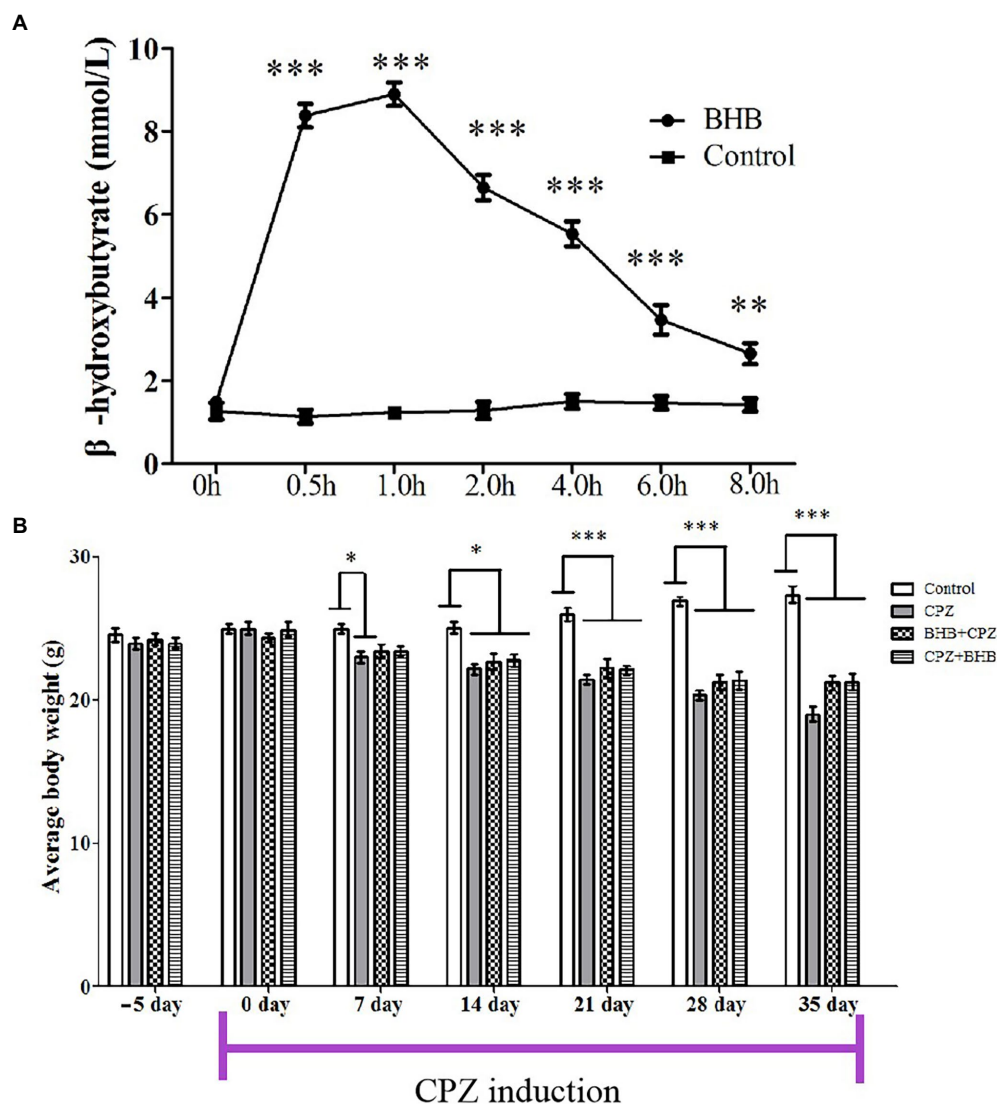 A
β -hydroxybutyrate (mmol/L)
10
8
6
4
2
0
***
***
***
***
***
**
BHB
Control
0h 0.5h 1.0h 2.0h 4.0h 6.0h 8.0h
B
Average body weight (g)
30
20
10
0
*
*
***
***
***
Control
CPZ
BHB+CPZ
CPZ+BHB
−5 day 0 day 7 day 14 day 21 day 28 day 35 day
CPZ induction